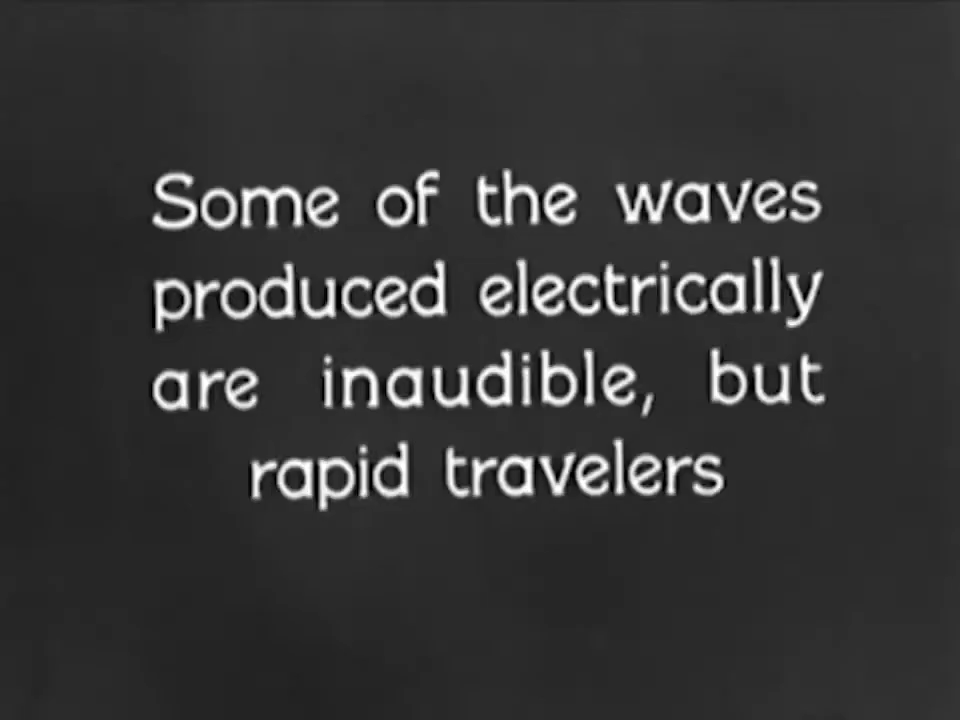 Some of the waves
produced electrically
are inaudible, but
rapid travelers